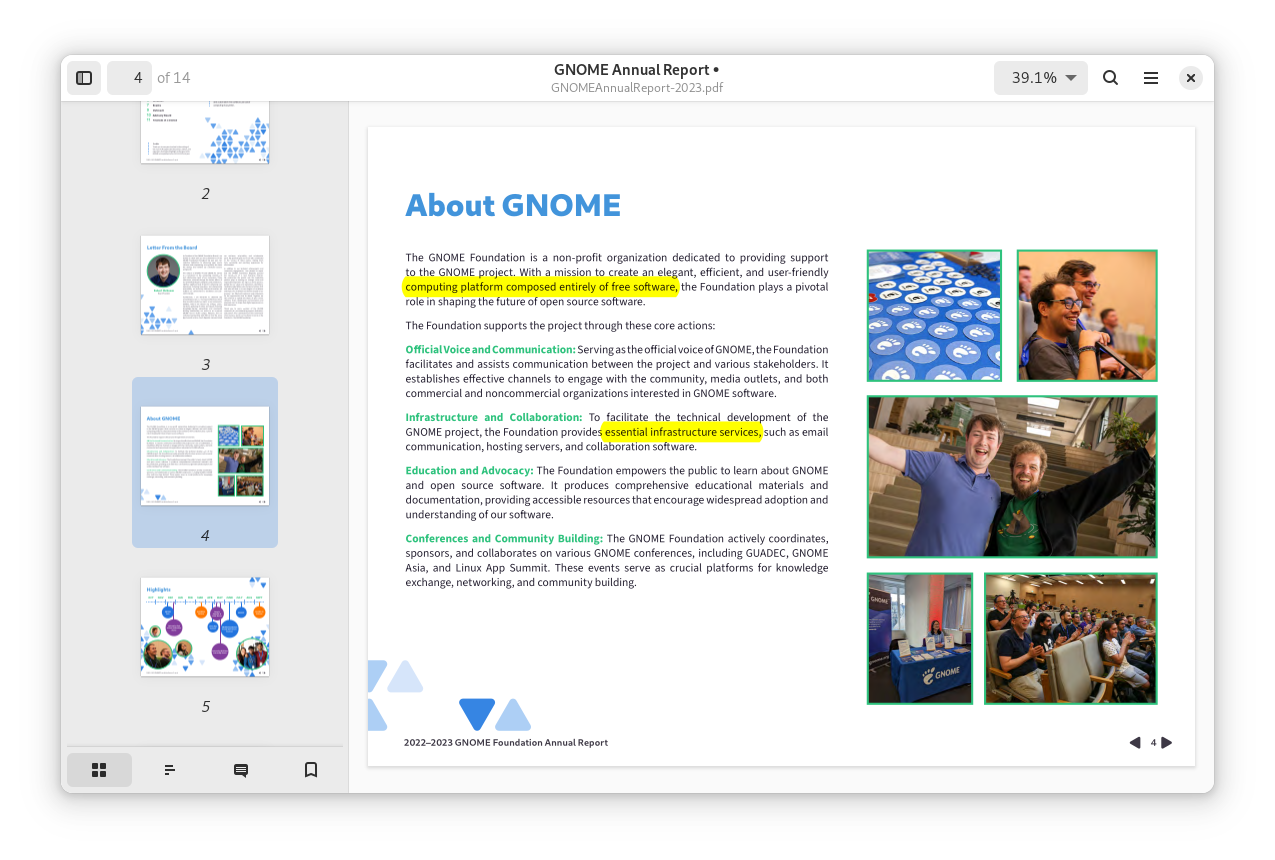 4 of 14
GNOME Annual Report •
GNOMEAnnualReport-2023.pdf
39.1%
2
Letter From the Board
3
About GNOME
4
Highlights
5
About GNOME
The GNOME Foundation is a non-profit organization dedicated to providing support
to the GNOME project. With a mission to create an elegant, efficient, and user-friendly
computing platform composed entirely of free software, the Foundation plays a pivotal
role in shaping the future of open source software.
The Foundation supports the project through these core actions:
Official Voice and Communication: Serving as the official voice of GNOME, the Foundation
facilitates and assists communication between the project and various stakeholders. It
establishes effective channels to engage with the community, media outlets, and both
commercial and noncommercial organizations interested in GNOME software.
Infrastructure and Collaboration: To facilitate the technical development of the
GNOME project, the Foundation provides essential infrastructure services, such as email
communication, hosting servers, and collaboration software.
Education and Advocacy: The Foundation empowers the public to learn about GNOME
and open source software. It produces comprehensive educational materials and
documentation, providing accessible resources that encourage widespread adoption and
understanding of our software.
Conferences and Community Building: The GNOME Foundation actively coordinates,
sponsors, and collaborates on various GNOME conferences, including GUADEC, GNOME
Asia, and Linux App Summit. These events serve as crucial platforms for knowledge
exchange, networking, and community building.
GNOME
GNOME
2022–2023 GNOME Foundation Annual Report
4